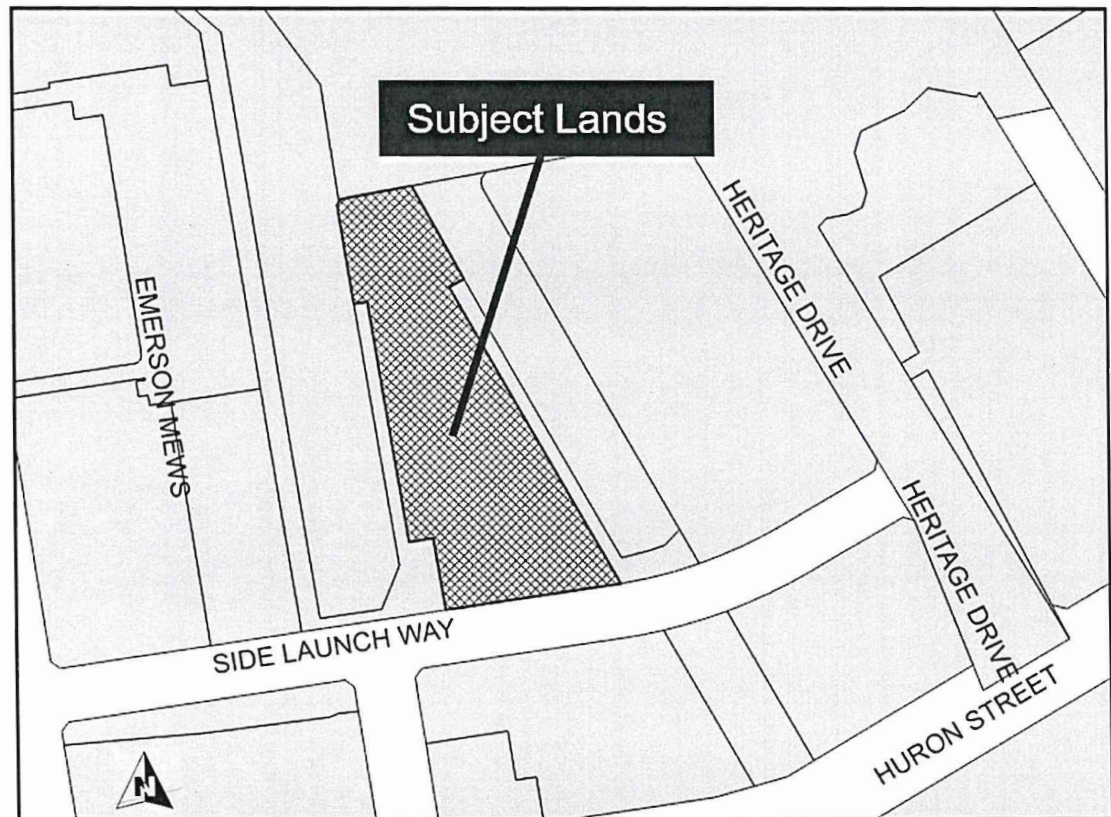 Subject Lands
HERITAGE DRIVE
EMERSON MEWS
HERITAGE DRIVE
SIDE LAUNCH WAY
HURON STREET
N